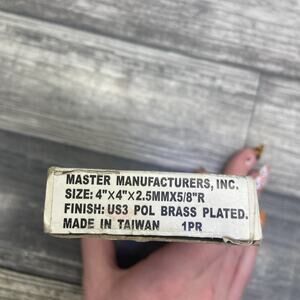 MASTER MANUFACTURERS, INC.
SIZE: 4"X4"X2.5MMX5/8"R
FINISH: US3 POL BRASS PLATED.
MADE IN TAIWAN 1PR